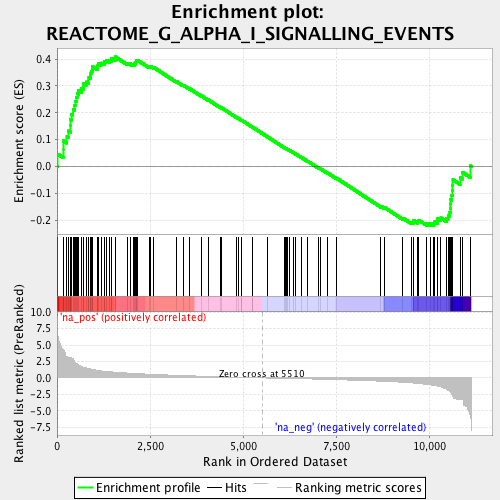 Enrichment plot:
REACTOME_G_ALPHA_I_SIGNALLING_EVENTS
Enrichment score (ES)
0.4
0.3
0.2
0.1
0.0
-0.1
-0.2
Ranked list metric (PreRanked)
10.0
7.5
5.0
2.5
0.0
-2.5
-5.0
-7.5
'na_pos' (positively correlated)
Zero cross at 5510
'na_neg' (negatively correlated)
0
2,500
5,000
7,500
10,000
Rank in Ordered Dataset
Enrichment profile
Hits
Ranking metric scores